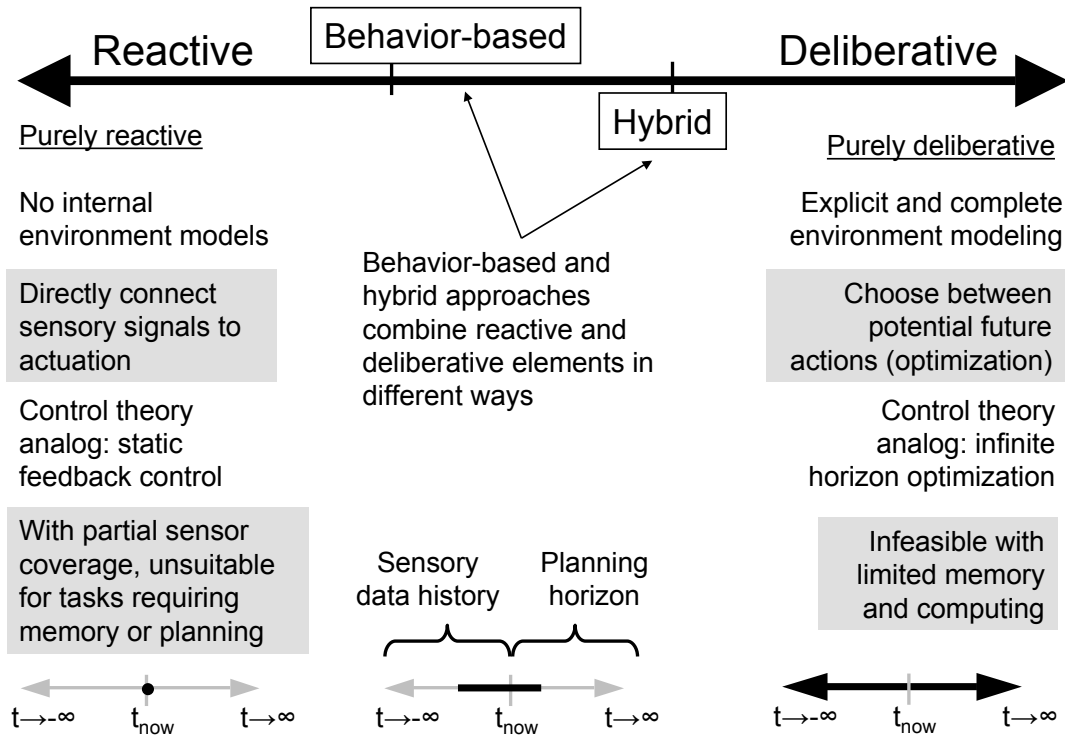 Reactive
Behavior-based
Deliberative
Hybrid
Purely reactive
No internal
environment models
Directly connect
sensory signals to
actuation
Control theory
analog: static
feedback control
With partial sensor
coverage, unsuitable
for tasks requiring
memory or planning
t→-∞
tnow
t→∞
Behavior-based and
hybrid approaches
combine reactive and
deliberative elements in
different ways
Sensory
data history
Planning
horizon
t→-∞
tnow
t→∞
Purely deliberative
Explicit and complete
environment modeling
Choose between
potential future
actions (optimization)
Control theory
analog: infinite
horizon optimization
Infeasible with
limited memory
and computing
t→-∞
tnow
t→∞